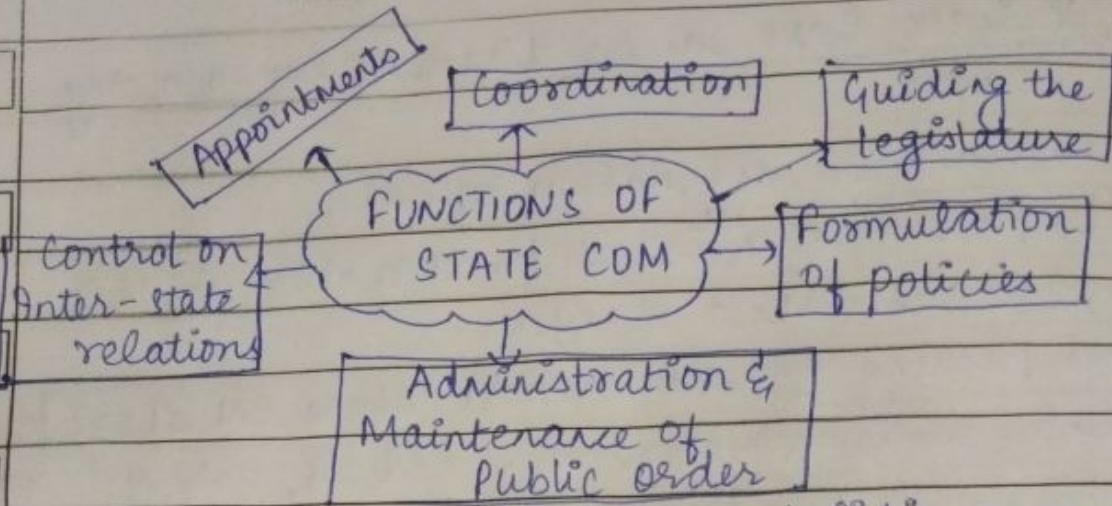 Appointments
Coordination
Guiding the
legislature
FUNCTIONS OF
STATE COM
Formulation
of policies
Control on
Inter-state
relations
Administration &
Maintenance of
Public order